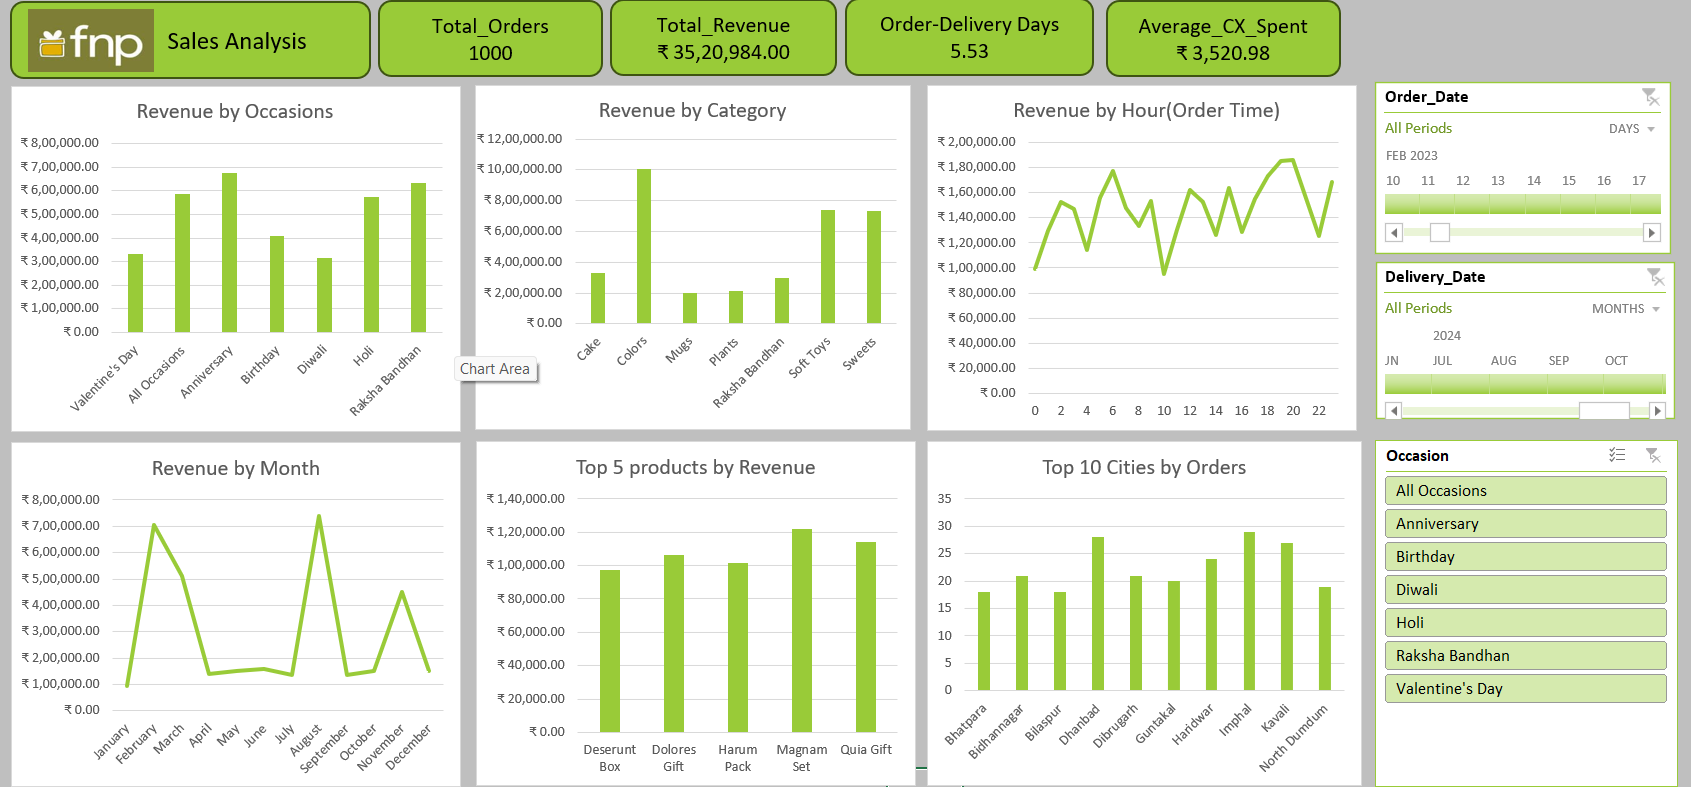 fnp
Sales Analysis
Total_Orders
1000
Total_Revenue
₹ 35,20,984.00
Order-Delivery Days
5.53
Average_CX_Spent
₹ 3,520.98
Revenue by Occasions
₹ 8,00,000.00
₹ 7,00,000.00
₹ 6,00,000.00
₹ 5,00,000.00
₹ 4,00,000.00
₹ 3,00,000.00
₹ 2,00,000.00
₹ 1,00,000.00
₹ 0.00
Valentine's Day
All Occasions
Anniversary
Birthday
Diwali
Holi
Raksha Bandhan
Chart Area
Revenue by Category
₹ 12,00,000.00
₹ 10,00,000.00
₹ 8,00,000.00
₹ 6,00,000.00
₹ 4,00,000.00
₹ 2,00,000.00
₹ 0.00
Cake
Colors
Mugs
Plants
Raksha Bandhan
Soft Toys
Sweets
Revenue by Hour(Order Time)
₹ 2,00,000.00
₹ 1,80,000.00
₹ 1,60,000.00
₹ 1,40,000.00
₹ 1,20,000.00
₹ 1,00,000.00
₹ 80,000.00
₹ 60,000.00
₹ 40,000.00
₹ 20,000.00
₹ 0.00
0 2 4 6 8 10 12 14 16 18 20 22
Order_Date
All Periods DAYS
FEB 2023
10 11 12 13 14 15 16 17
Delivery_Date
All Periods MONTHS
2024
JN JUL AUG SEP OCT
Revenue by Month
₹ 8,00,000.00
₹ 7,00,000.00
₹ 6,00,000.00
₹ 5,00,000.00
₹ 4,00,000.00
₹ 3,00,000.00
₹ 2,00,000.00
₹ 1,00,000.00
₹ 0.00
January
February
March
April
May
June
July
August
September
October
November
December
Top 5 products by Revenue
₹ 1,40,000.00
₹ 1,20,000.00
₹ 1,00,000.00
₹ 80,000.00
₹ 60,000.00
₹ 40,000.00
₹ 20,000.00
₹ 0.00
Deserunt
Box
Dolores
Gift
Harum
Pack
Magnam
Set
Quia Gift
Top 10 Cities by Orders
35
30
25
20
15
10
5
0
Bhatpara
Bidhannagar
Bilaspur
Dhanbad
Dibrugarh
Guntakal
Haridwar
Imphal
Kavali
North Dumdum
Occasion
All Occasions
Anniversary
Birthday
Diwali
Holi
Raksha Bandhan
Valentine's Day